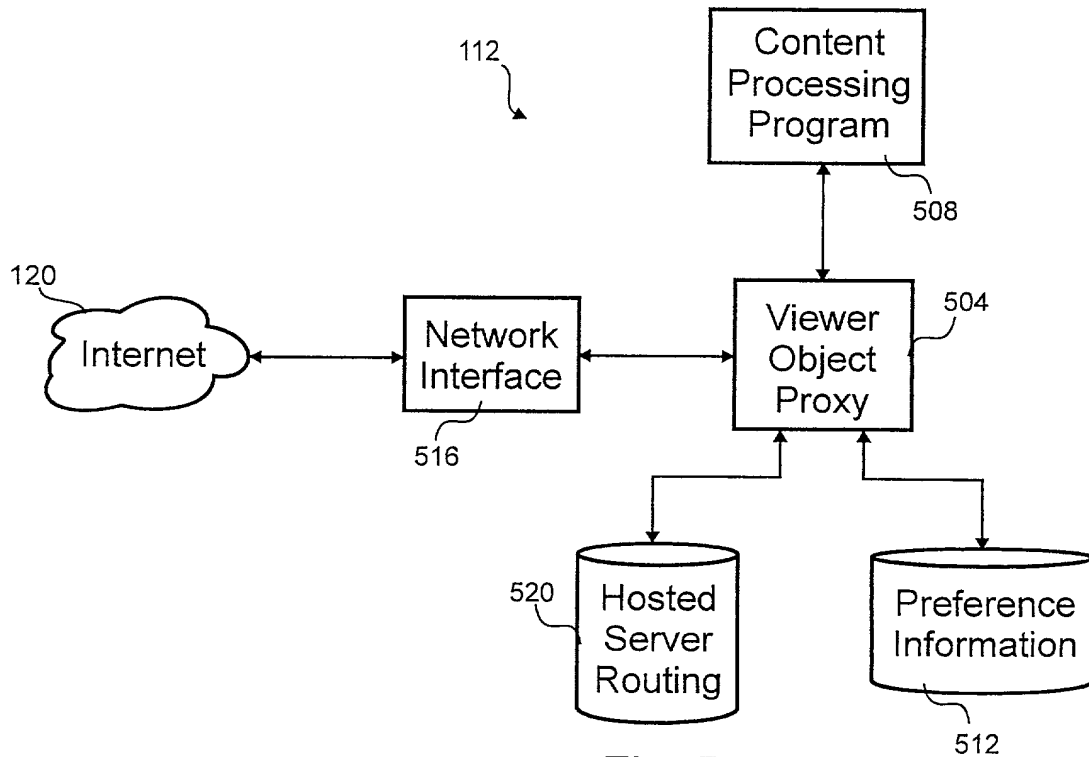 112
Content
Processing
Program
508
120
Internet
Network
Interface
516
Viewer
Object
Proxy
504
520
Hosted
Server
Routing
Preference
Information
512